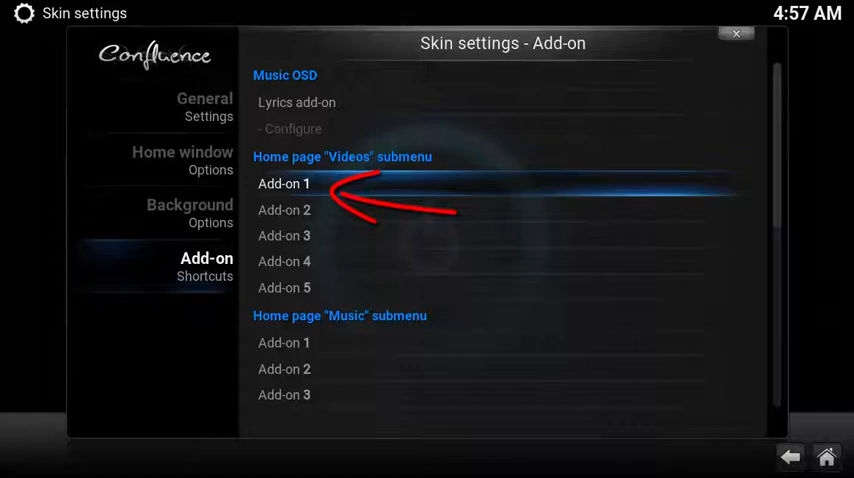 Skin settings
4:57 AM
Confluence
General
Settings
Home window
Options
Background
Options
Add-on
Shortcuts
Skin settings - Add-on
Music OSD
Lyrics add-on
- Configure
Home page "Videos" submenu
Add-on 1
Add-on 2
Add-on 3
Add-on 4
Add-on 5
Home page "Music" submenu
Add-on 1
Add-on 2
Add-on 3